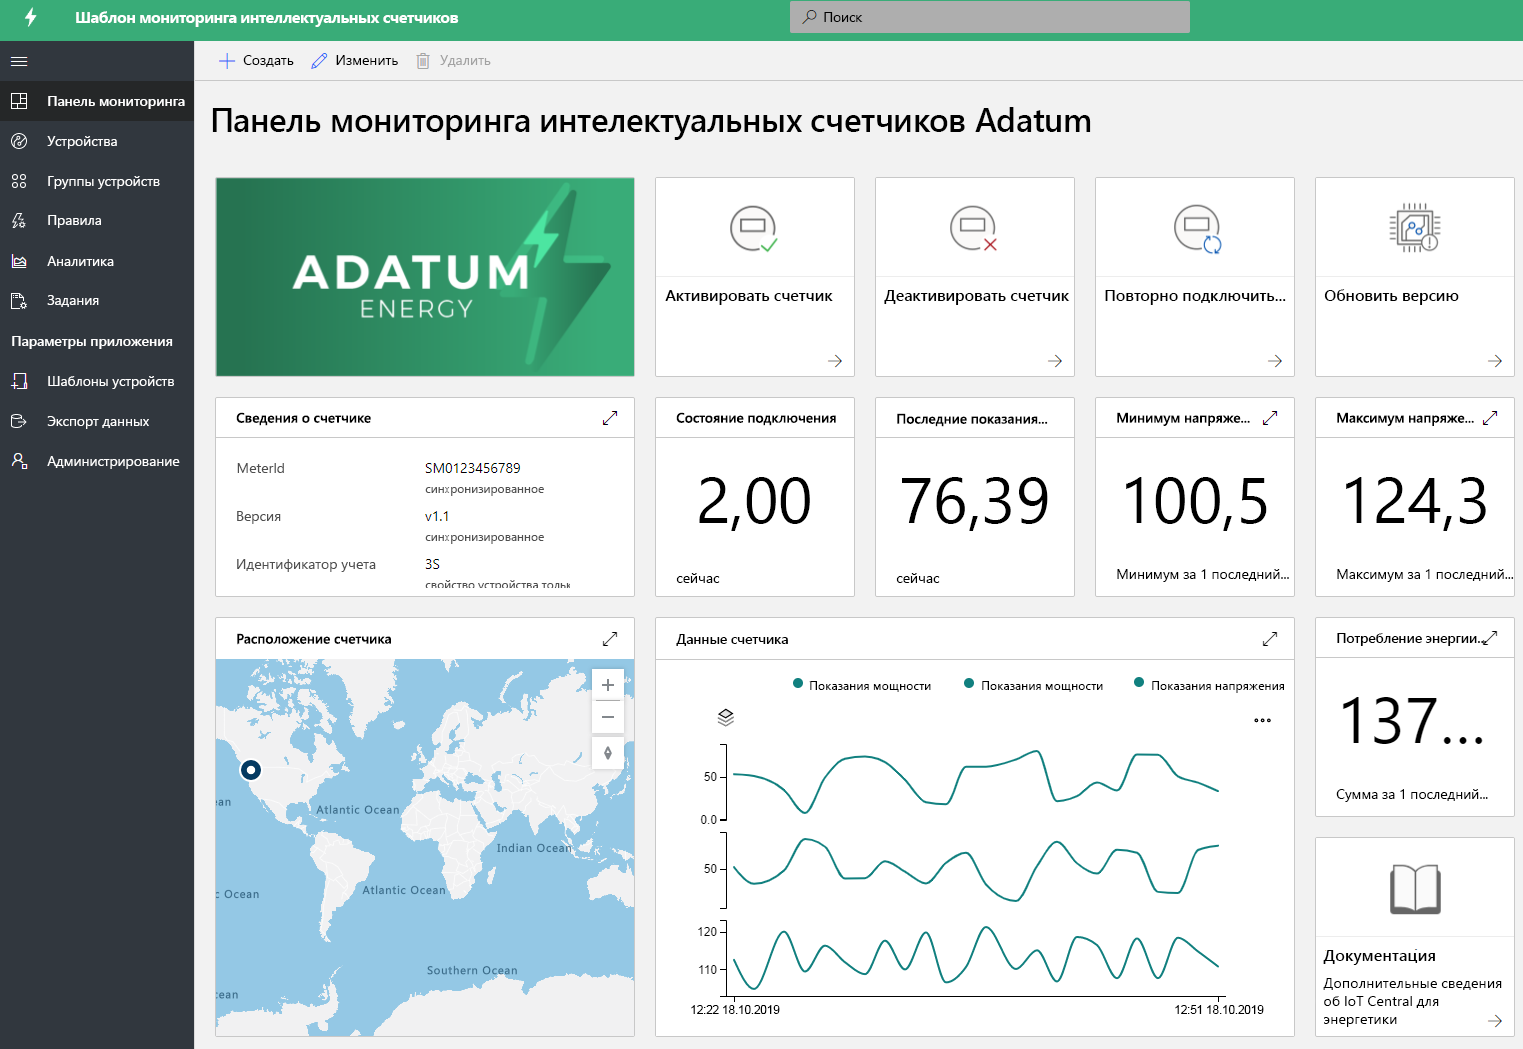 Шаблон мониторинга интеллектуальных счетчиков
Поиск
Создать
Изменить
Удалить
Панель мониторинга
Устройства
Группы устройств
Правила
Аналитика
Задания
Параметры приложения
Шаблоны устройств
Экспорт данных
Администрирование
Панель мониторинга интелектуальных счетчиков Adatum
ADATUM
ENERGY
Активировать счетчик
Деактивировать счетчик
Повторно подключить...
Обновить версию
Сведения о счетчике
MeterId
SM0123456789
синхронизированное
Версия
v1.1
синхронизированное
Идентификатор учета
3S
свойство устройства тольк
Состояние подключения
2,00
сейчас
Последние показания...
76,39
сейчас
Минимум напряже...
100,5
Минимум за 1 последний...
Максимум напряже...
124,3
Максимум за 1 последний...
Расположение счетчика
ean
Atlantic Ocean
Indian Ocean
Atlantic Ocean
c Ocean
Southern Ocean
cean
Данные счетчика
Показания мощности
Показания мощности
Показания напряжения
50
0.0
50
120
110
12:22 18.10.2019
12:51 18.10.2019
Потребление энергии...
137...
Сумма за 1 последний...
Документация
Дополнительные сведения
об IoT Central для
энергетики